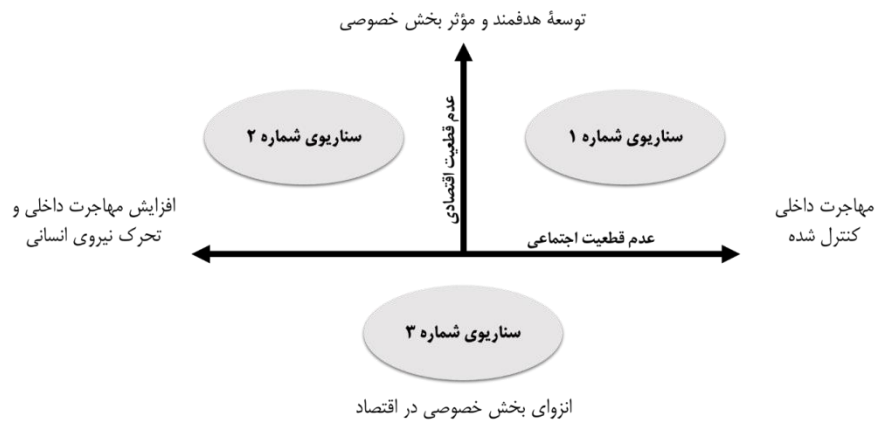 توسعهٔ هدفمند و مؤثر بخش خصوصی
سناریوی شماره ۱
عدم قطعیت اقتصادی
سناریوی شماره ۲
مهاجرت داخلی
کنترل شده
افزایش مهاجرت داخلی و
تحرک نیروی انسانی
عدم قطعیت اجتماعی
سناریوی شماره ۳
انزوای بخش خصوصی در اقتصاد